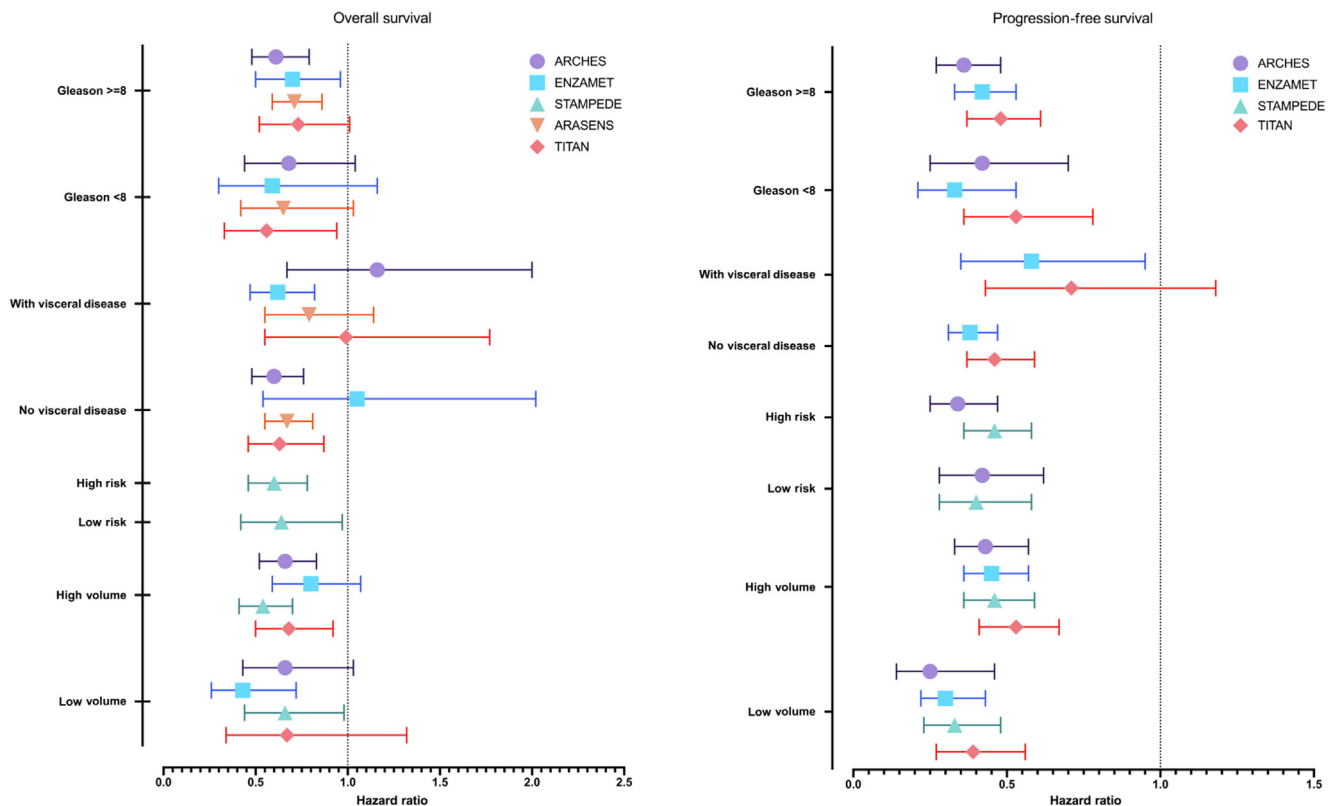 Overall survival
Gleason >=8
Gleason <8
With visceral disease
No visceral disease
High risk
Low risk
High volume
Low volume
ARCHES
ENZAMET
STAMPEDE
ARASENS
TITAN
0.0 0.5 1.0 1.5 2.0 2.5
Hazard ratio
Progression-free survival
Gleason >=8
Gleason <8
With visceral disease
No visceral disease
High risk
Low risk
High volume
Low volume
ARCHES
ENZAMET
STAMPEDE
TITAN
0.0 0.5 1.0 1.5
Hazard ratio